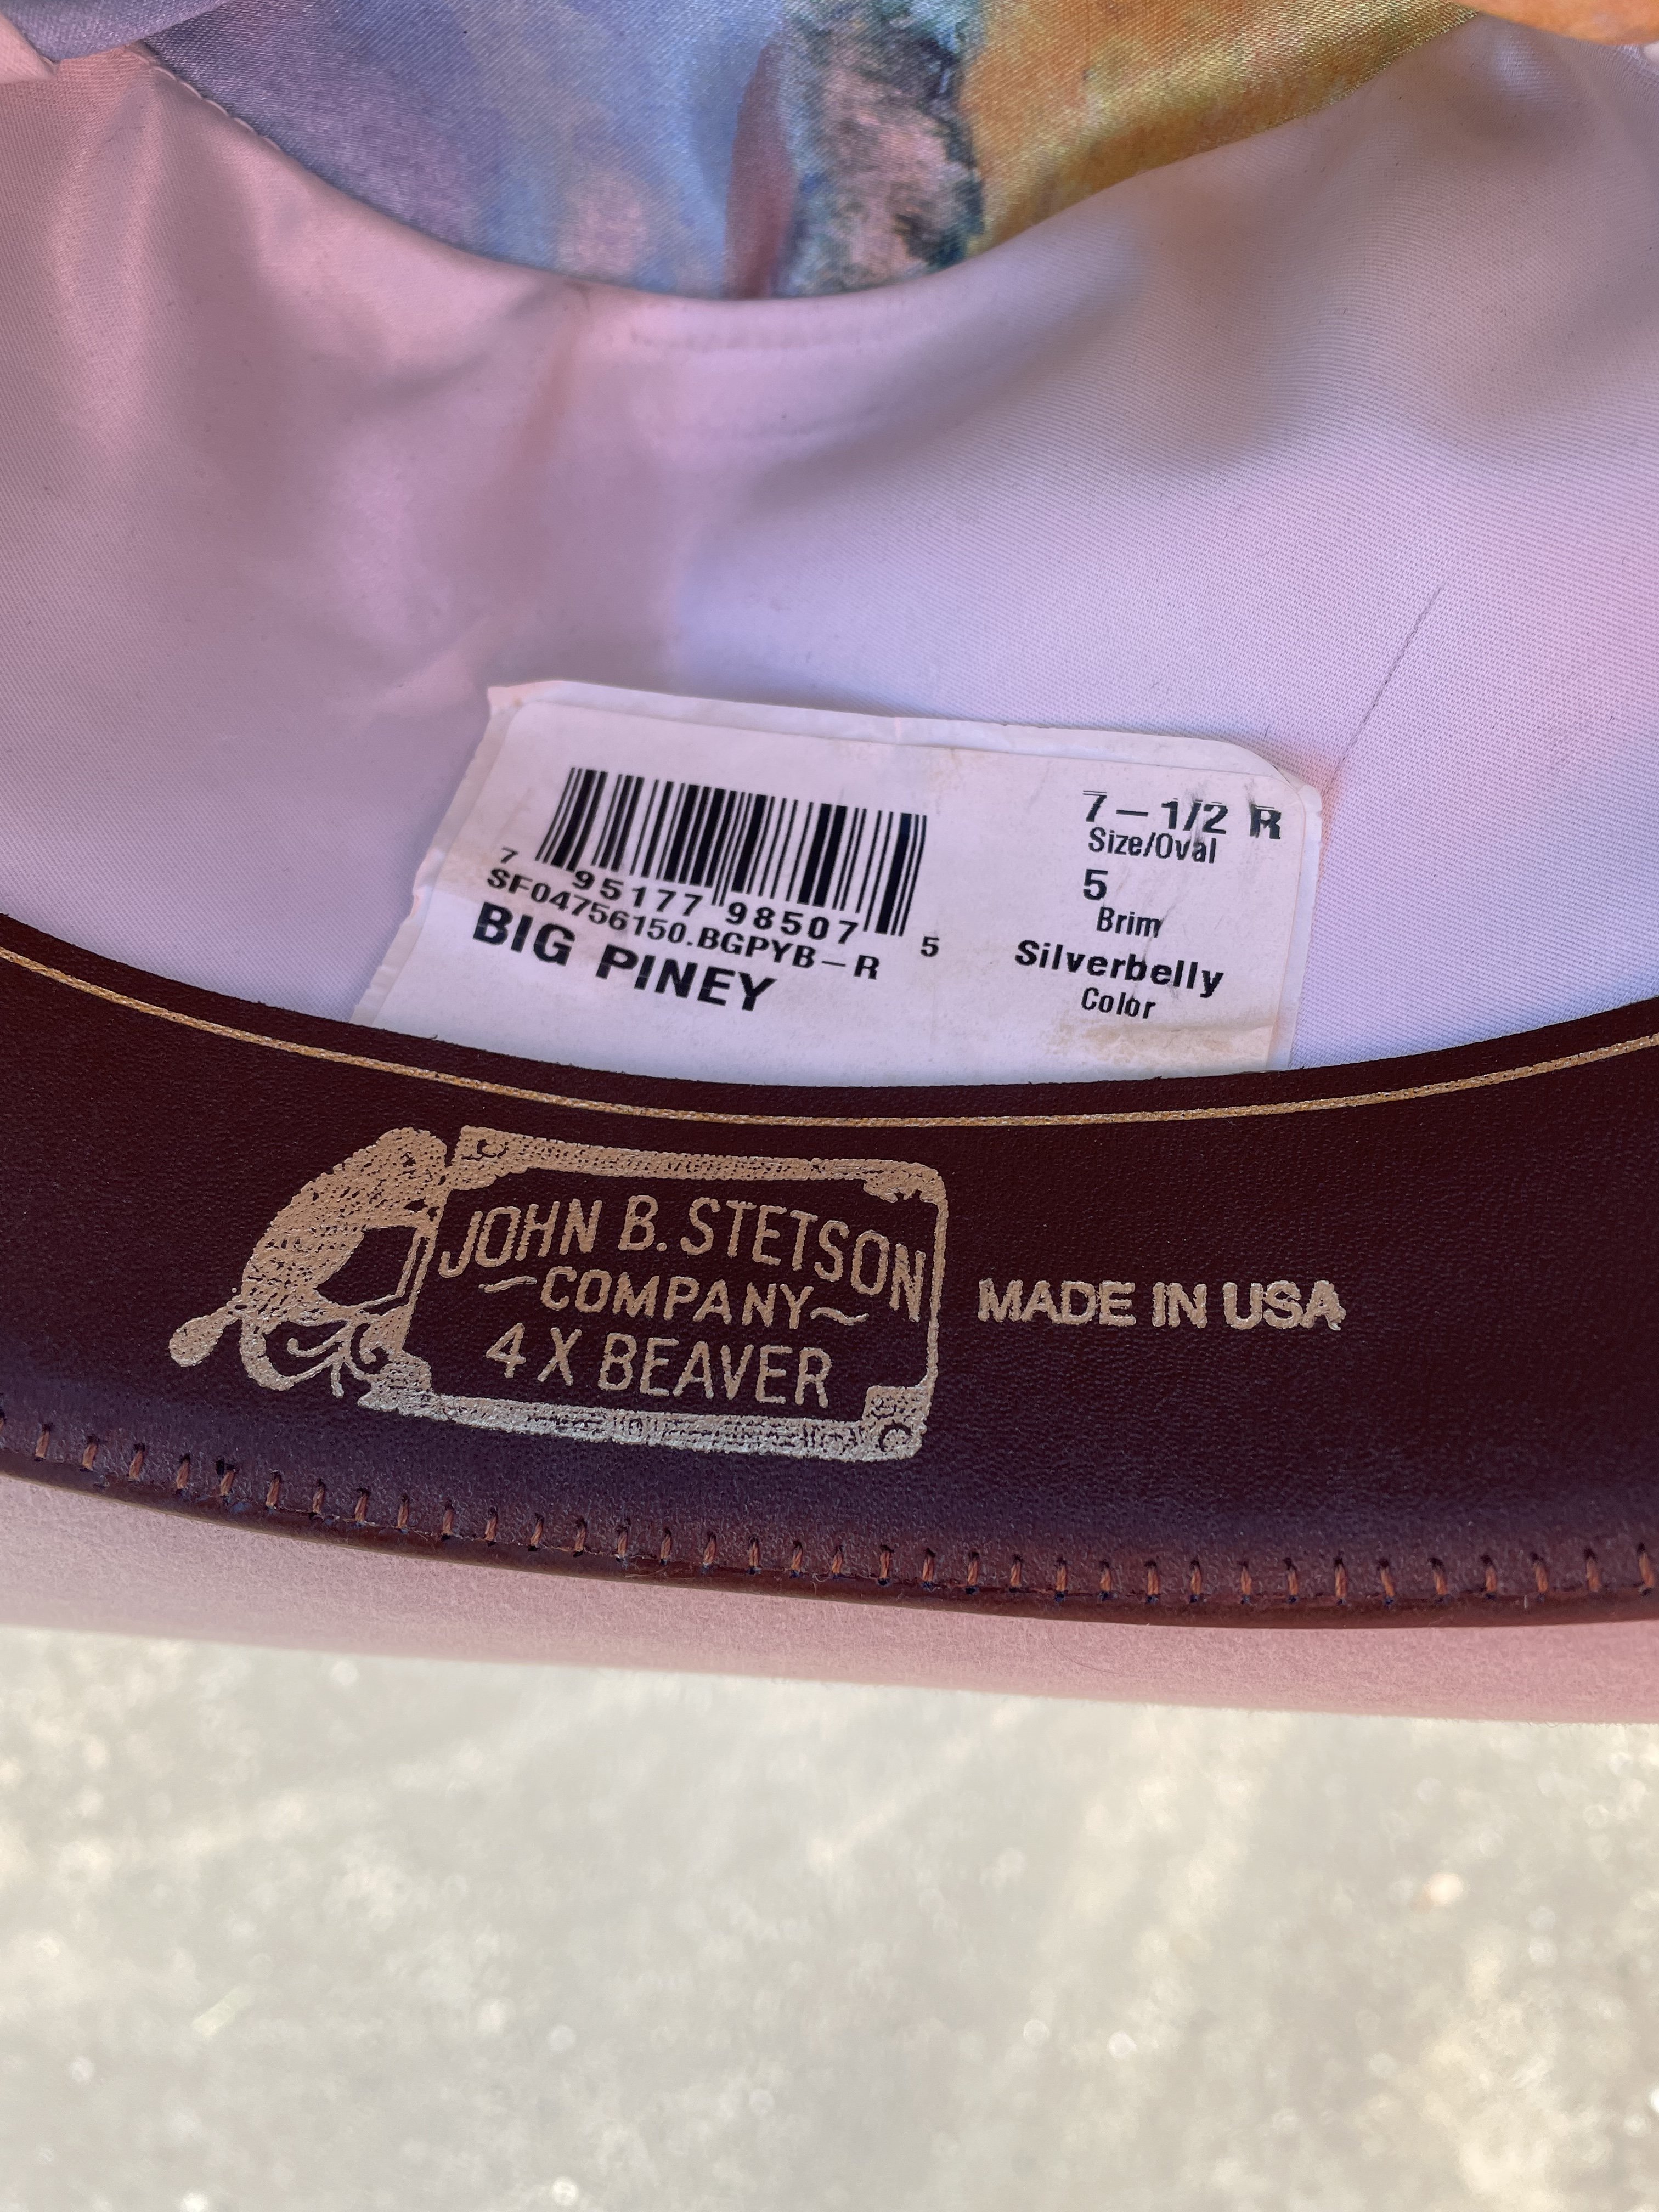 7 95177 98507 5
SF04756150.BGPYB-R
BIG PINEY
7-1/2 R
Size/Oval
5
Brim
Silverbelly
Color
JOHN B. STETSON
~COMPANY~
4X BEAVER
MADE IN USA